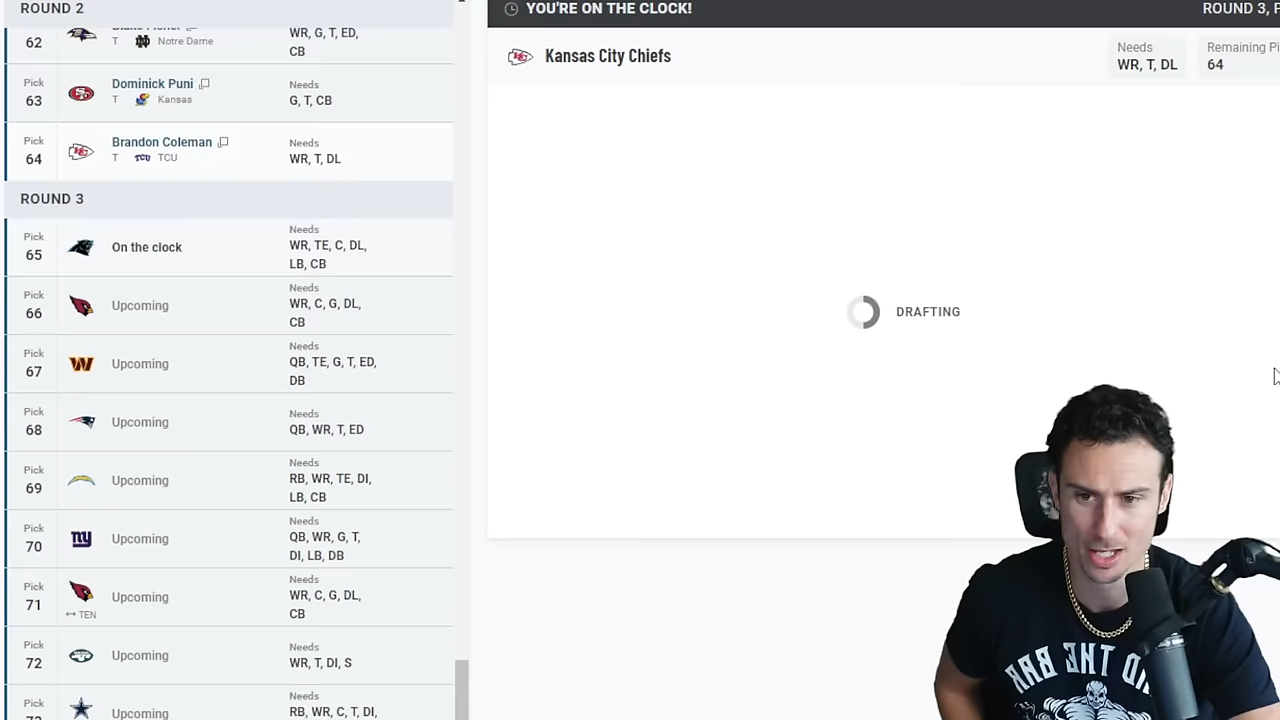 ROUND 2
YOU'RE ON THE CLOCK!
ROUND 3, P
62
T Notre Dame
WR, G, T, ED,
CB
Kansas City Chiefs
Needs
WR, T, DL
Remaining Pi
64
Pick
63
Dominick Puni
T Kansas
Needs
G, T, CB
Pick
64
Brandon Coleman
T TCU TCU
Needs
WR, T, DL
ROUND 3
Pick
65
On the clock
Needs
WR, TE, C, DL,
LB, CB
Pick
66
Upcoming
Needs
WR, C, G, DL,
CB
DRAFTING
Pick
67
Upcoming
Needs
QB, TE, G, T, ED,
DB
Pick
68
Upcoming
Needs
QB, WR, T, ED
Pick
69
Upcoming
Needs
RB, WR, TE, DI,
LB, CB
Pick
70
ny
Upcoming
Needs
QB, WR, G, T,
DI, LB, DB
Pick
71
↔ TEN
Upcoming
Needs
WR, C, G, DL,
CB
Pick
72
Upcoming
Needs
WR, T, DI, S
Pick
Upcoming
Needs
RB, WR, C, T, DI,